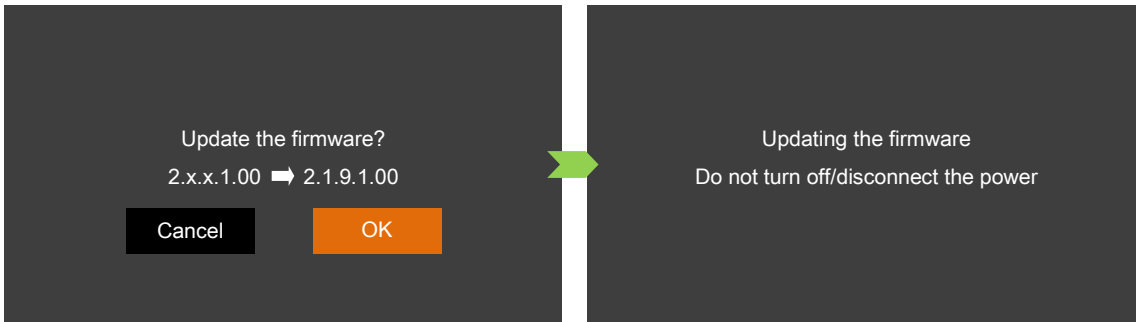 Update the firmware?
2.x.x.1.00 ➡ 2.1.9.1.00
Cancel
OK
Updating the firmware
Do not turn off/disconnect the power